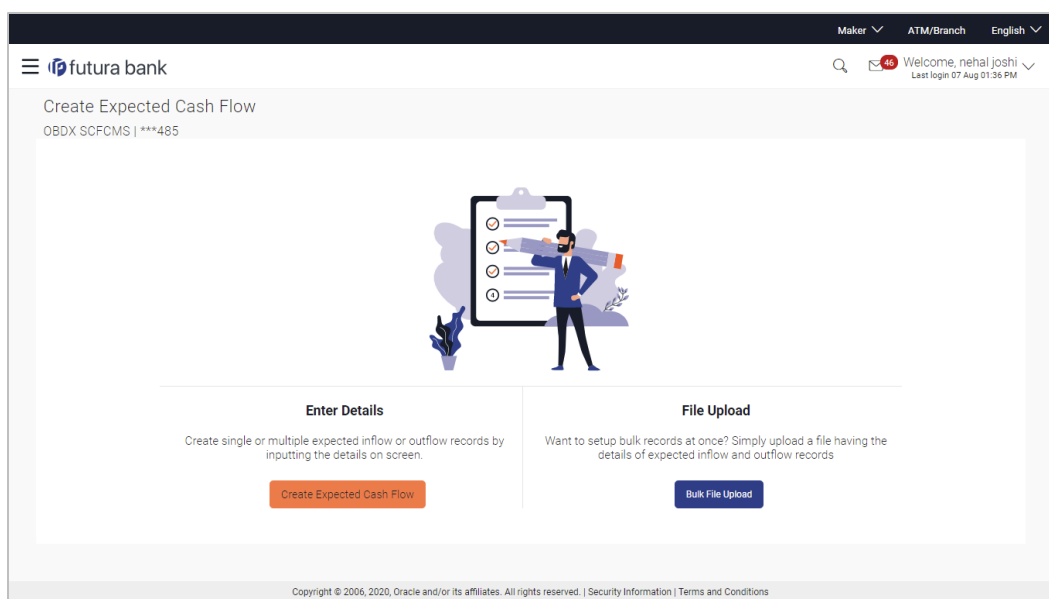 Maker ATM/Branch English
futura bank 46 Welcome, nehal joshi
Last login 07 Aug 01:36 PM
Create Expected Cash Flow
OBDX SCFCMS | ***485
4
Enter Details
Create single or multiple expected inflow or outflow records by
inputting the details on screen.
Create Expected Cash Flow
File Upload
Want to setup bulk records at once? Simply upload a file having the
details of expected inflow and outflow records
Bulk File Upload
Copyright © 2006, 2020, Oracle and/or its affiliates. All rights reserved. | Security Information | Terms and Conditions